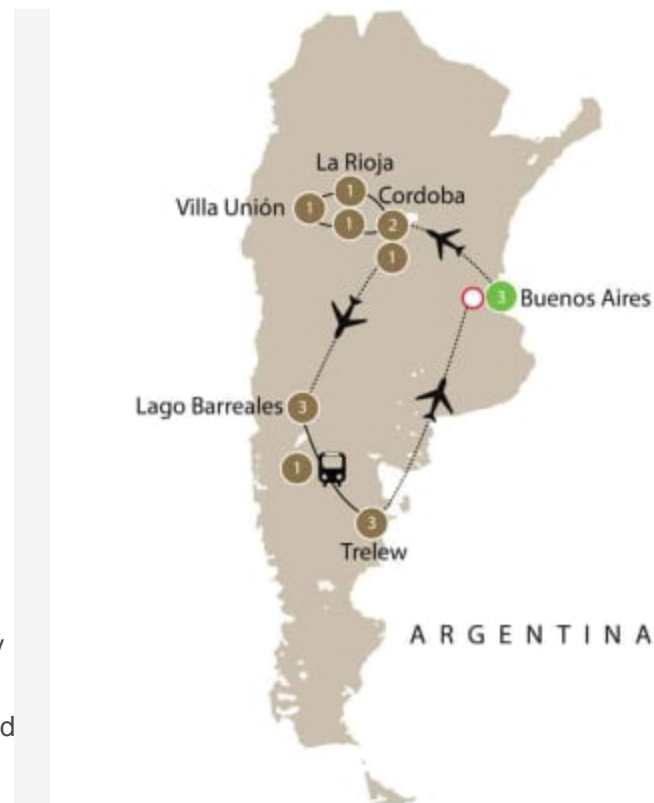 La Rioja
1
Cordoba
Villa Unión
1
1
2
1
3
Buenos Aires
Lago Barreales
3
1
3
Trelew
ARGENTINA
y
d